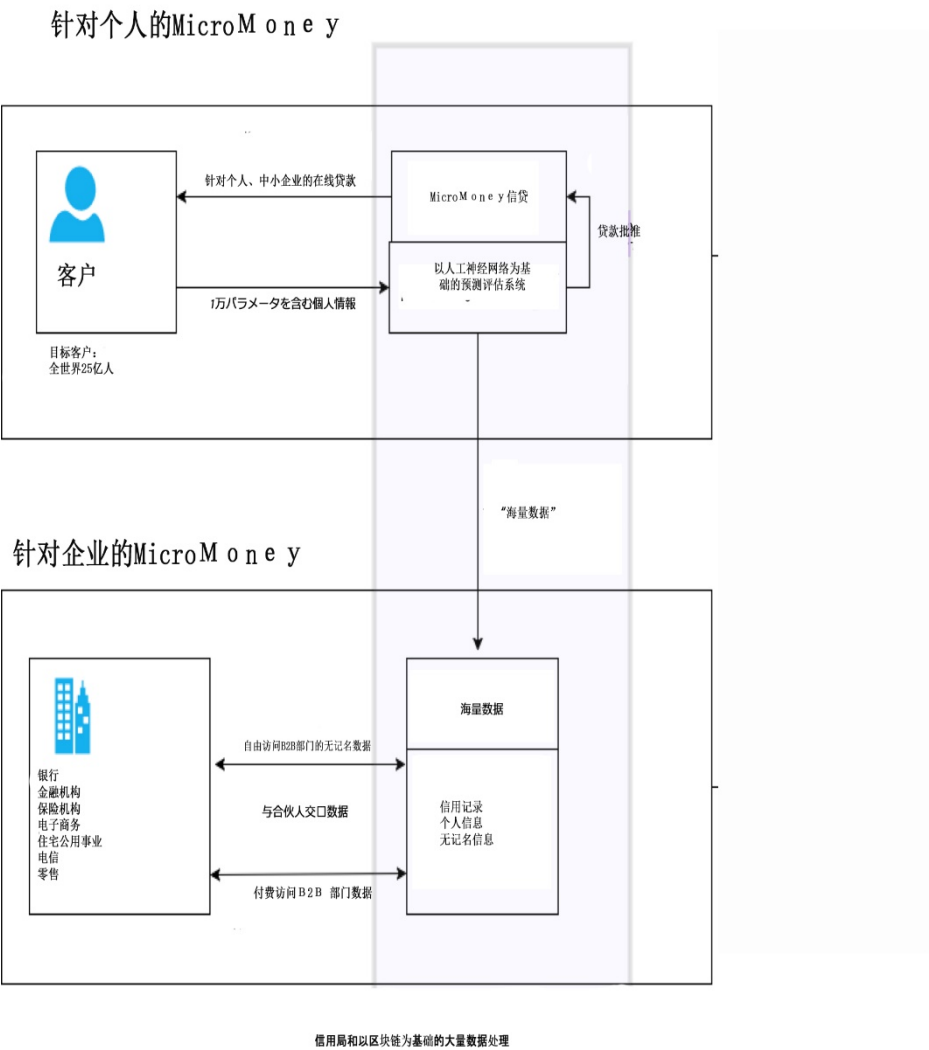 针对个人的MicroMoney
针对个人、中小企业的在线贷款
MicroMoney信贷
贷款批准
客户
以人工神经网络为基
础的预测评估系统
1万パラメータを含む個人情報
目标客户：
全世界25亿人
“海量数据”
针对企业的MicroMoney
海量数据
自由访问B2B部门的无记名数据
银行
金融机构
保险机构
电子商务
住宅公用事业
电信
零售
与合伙人交口数据
信用记录
个人信息
无记名信息
付费访问B2B 部门数据
信用局和以区块链为基础的大量数据处理